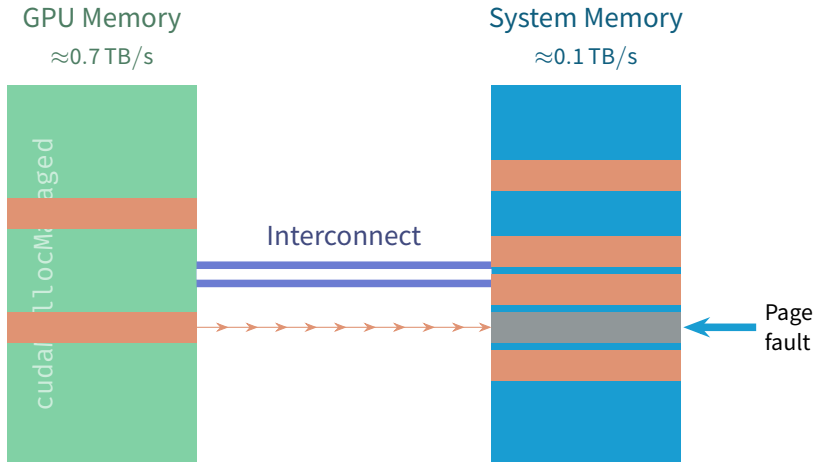 GPU Memory
≈0.7 TB/s
System Memory
≈0.1 TB/s
Interconnect
Page
fault